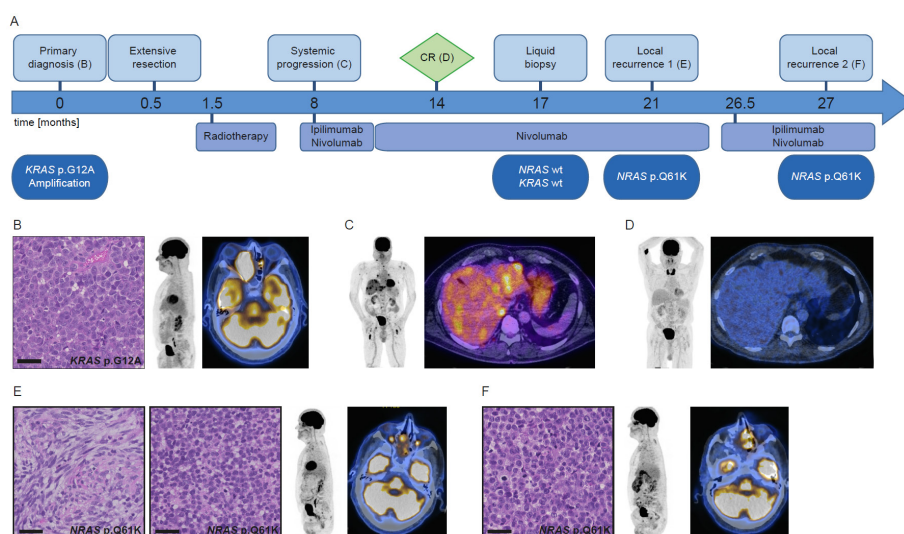 A
Primary
diagnosis (B)
Extensive
resection
Systemic
progression (C)
CR (D)
Liquid
biopsy
Local
recurrence 1 (E)
Local
recurrence 2 (F)
0
0.5
1.5
8
14
17
21
26.5
27
time [months]
Radiotherapy
Ipilimumab
Nivolumab
Nivolumab
Ipilimumab
Nivolumab
KRAS p.G12A
Amplification
NRAS wt
KRAS wt
NRAS p.Q61K
NRAS p.Q61K
B
C
D
KRAS p.G12A
E
F
NRAS p.Q61K
NRAS p.Q61K
NRAS p.Q61K